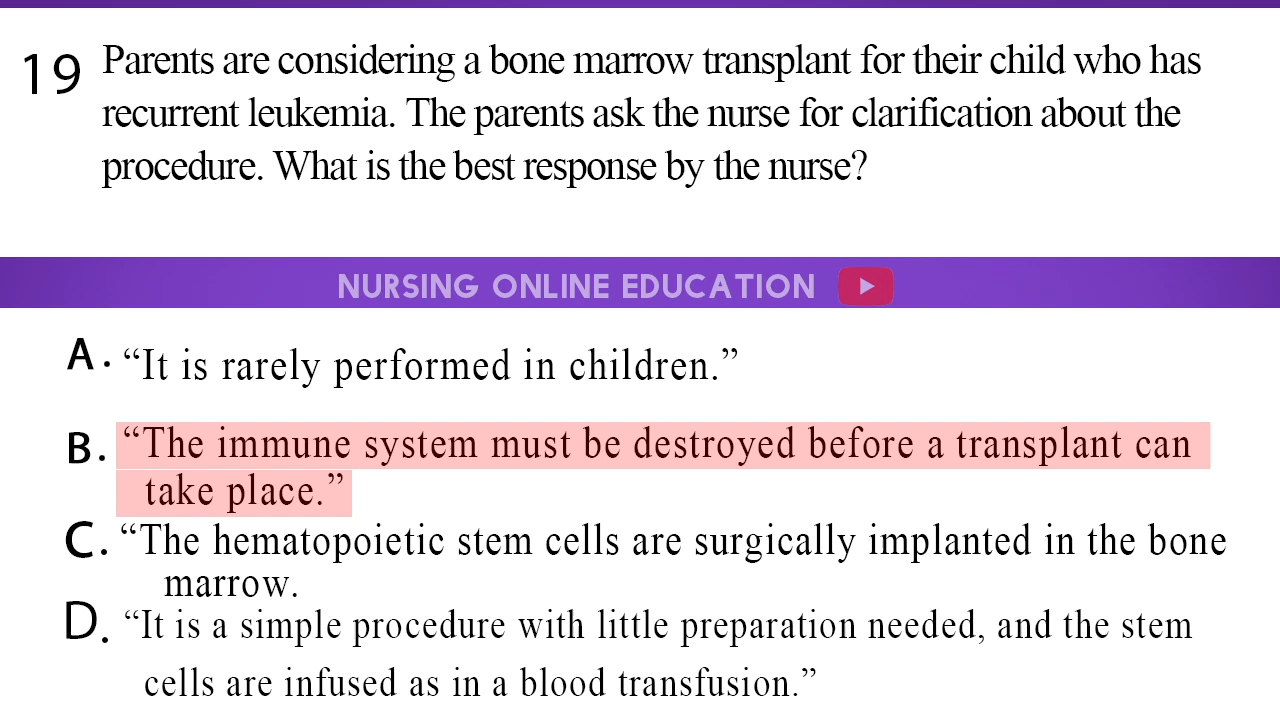 19 Parents are considering a bone marrow transplant for their child who has
recurrent leukemia. The parents ask the nurse for clarification about the
procedure. What is the best response by the nurse?
NURSING ONLINE EDUCATION
A. “It is rarely performed in children.”
B. “The immune system must be destroyed before a transplant can
take place.”
C. “The hematopoietic stem cells are surgically implanted in the bone
marrow.
D. “It is a simple procedure with little preparation needed, and the stem
cells are infused as in a blood transfusion.”